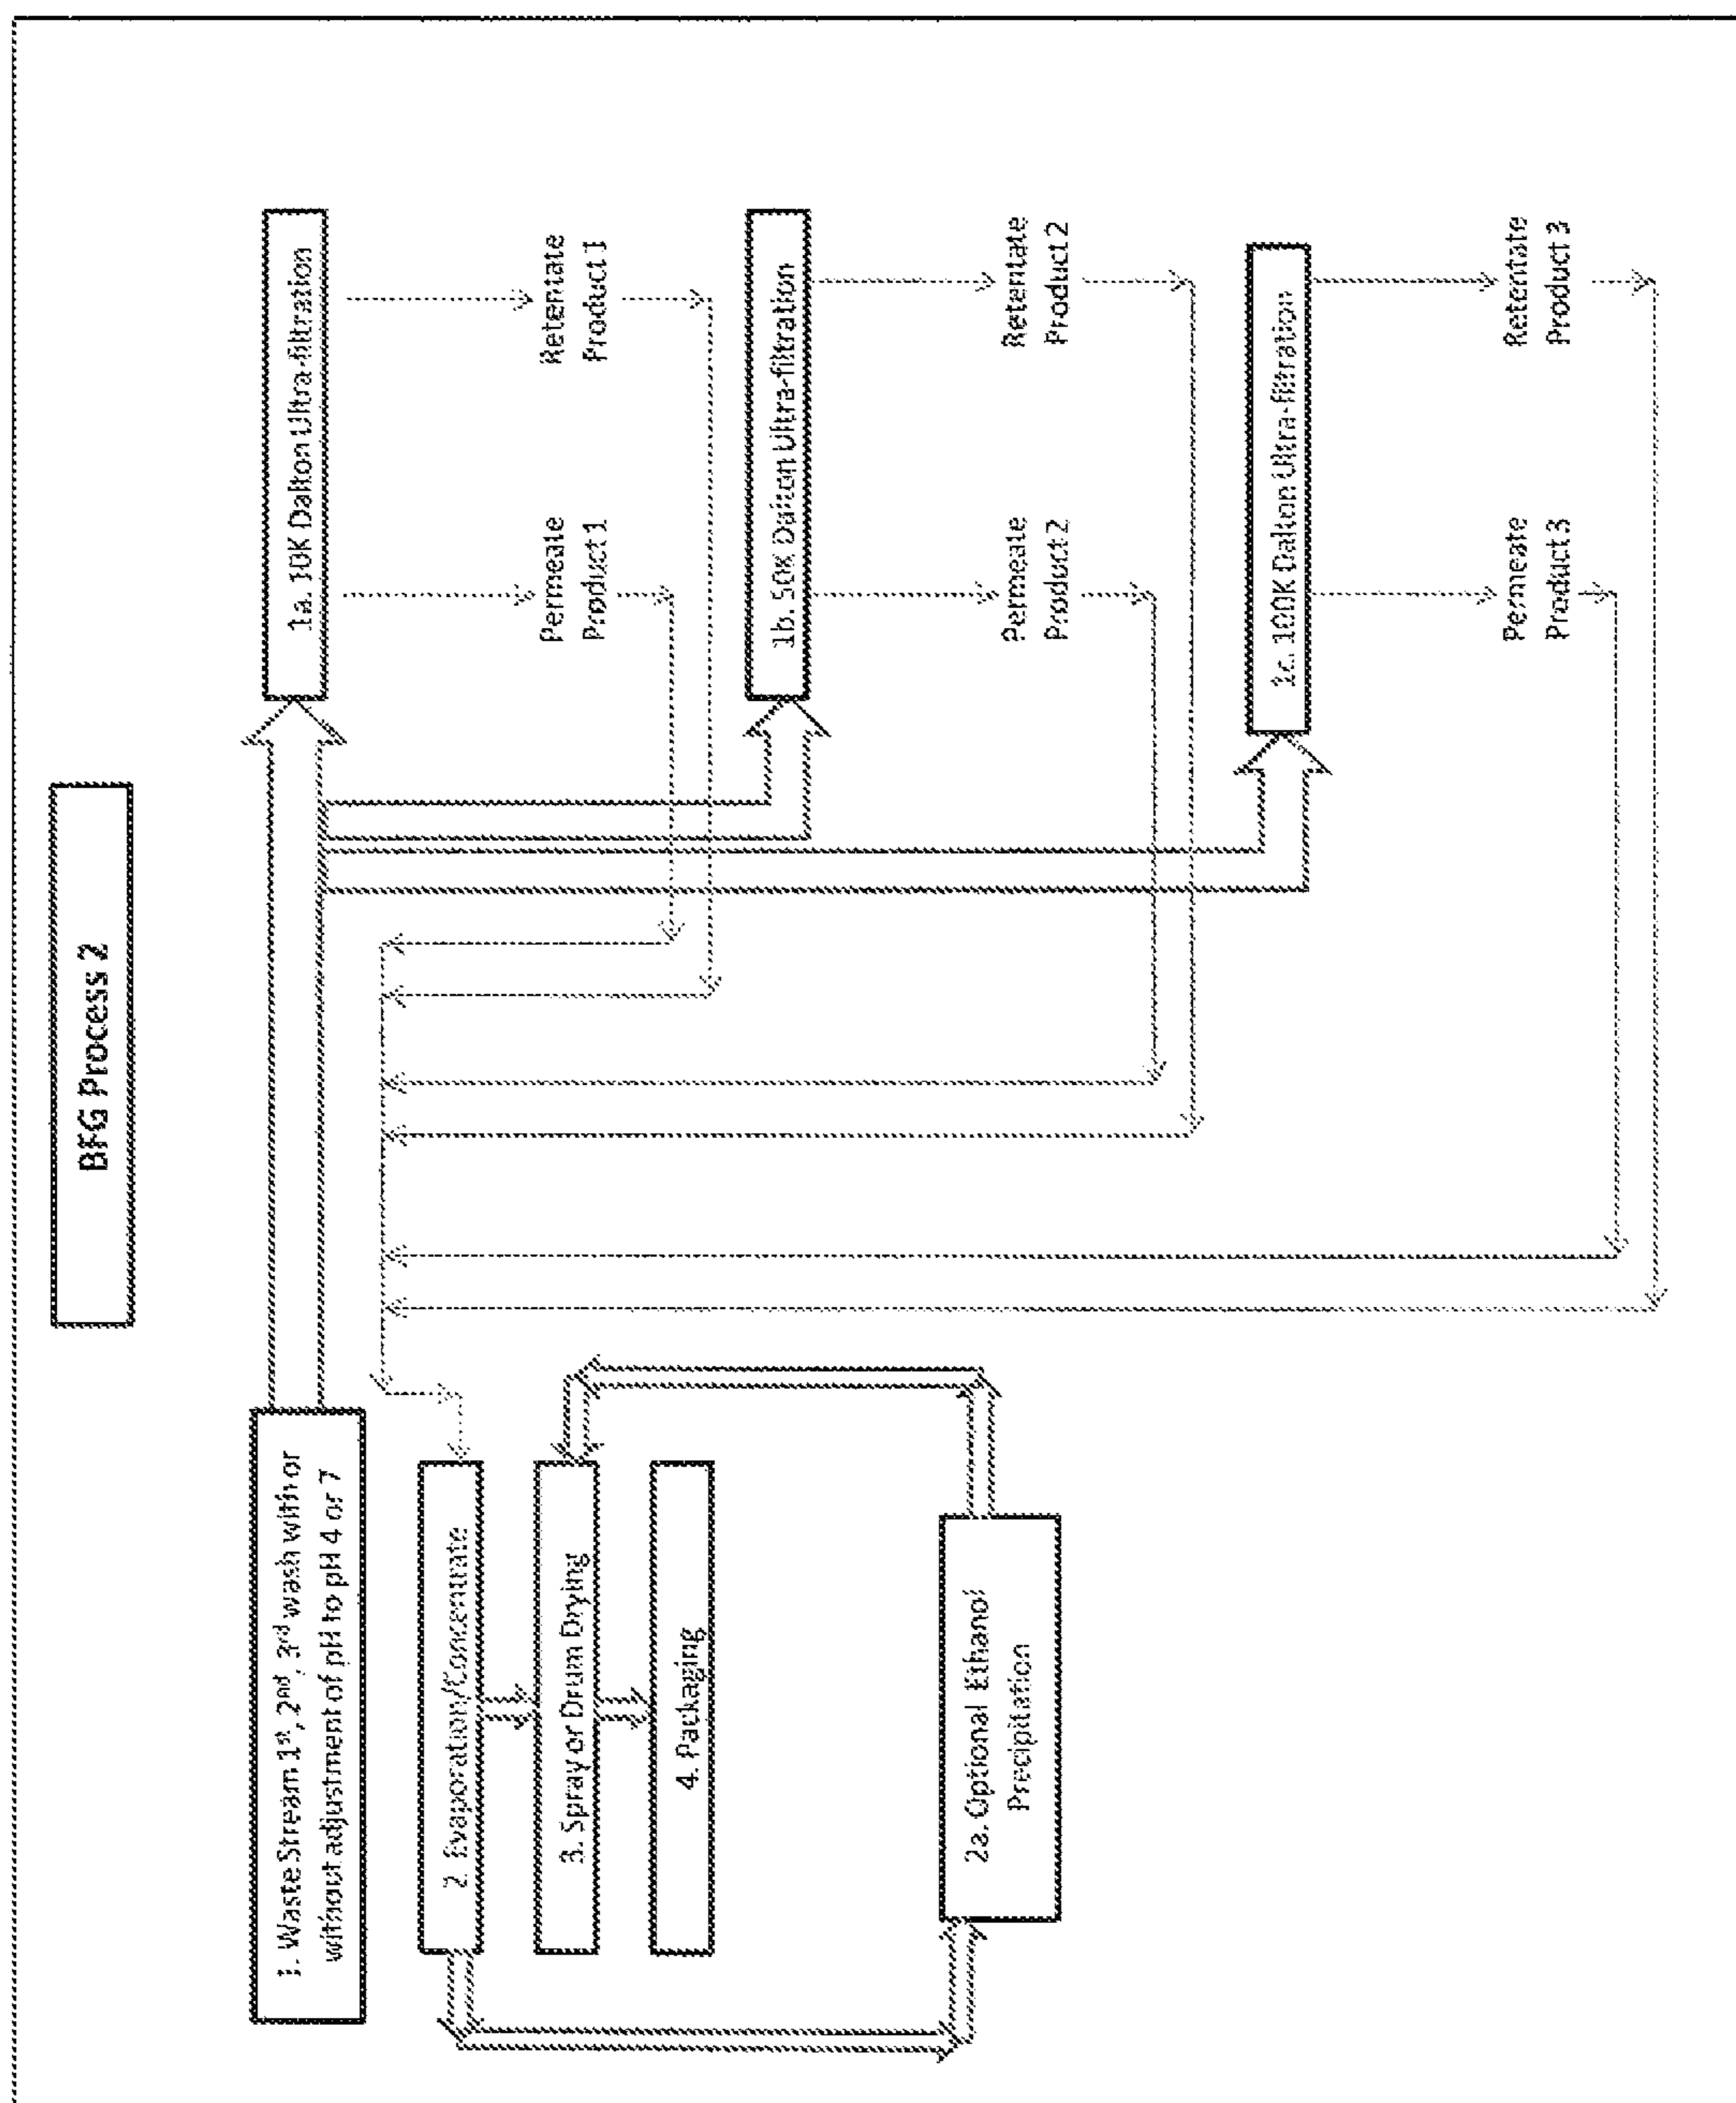 BFG Process 2
1. Waste Stream 1st, 2nd, 3rd wash with or
without adjustment of pH to pH 4 or 7
1a. 10K Dalton Ultra-filtration
Permeate
Product 1
Retentate
Product 1
2. Evaporation/Concentrate
3. Spray or Drum Drying
4. Packaging
1b. 50K Dalton Ultra-filtration
Permeate
Product 2
Retentate
Product 2
2a. Optional Ethanol
Precipitation
1c. 100K Dalton Ultra-filtration
Permeate
Product 3
Retentate
Product 3